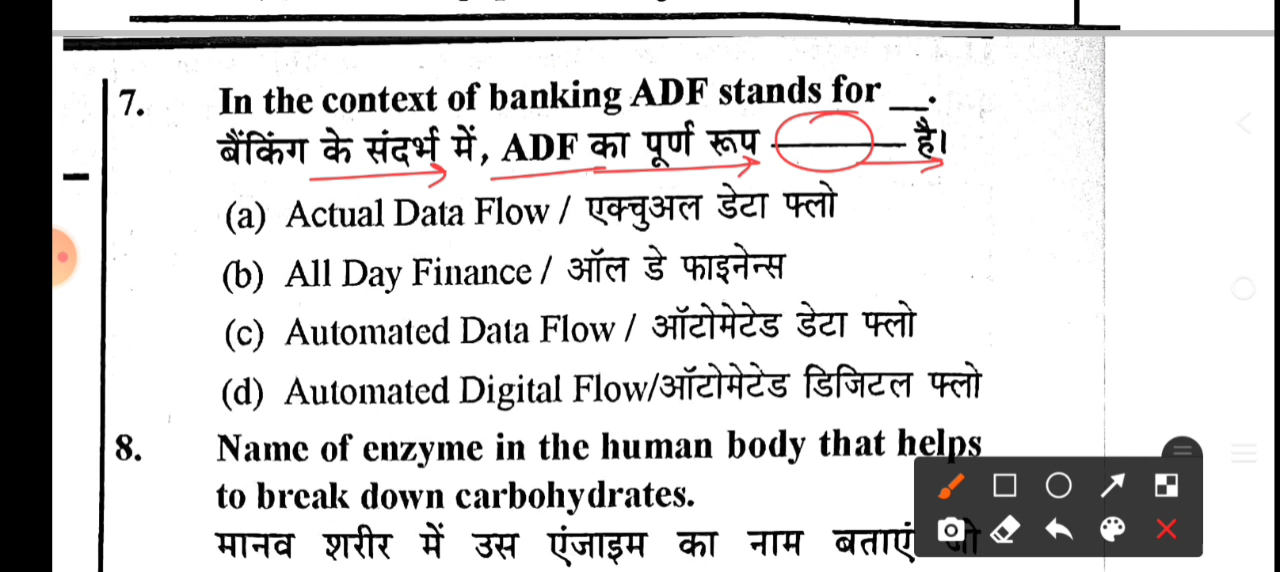 7. In the context of banking ADF stands for __.
बैंकिंग के संदर्भ में, ADF का पूर्ण रूप ________ है।
(a) Actual Data Flow / एक्चुअल डेटा फ्लो
(b) All Day Finance / ऑल डे फाइनेन्स
(c) Automated Data Flow / ऑटोमेटेड डेटा फ्लो
(d) Automated Digital Flow/ऑटोमेटेड डिजिटल फ्लो
8. Name of enzyme in the human body that helps
to break down carbohydrates.
मानव शरीर में उस एंजाइम का नाम बताएं जो